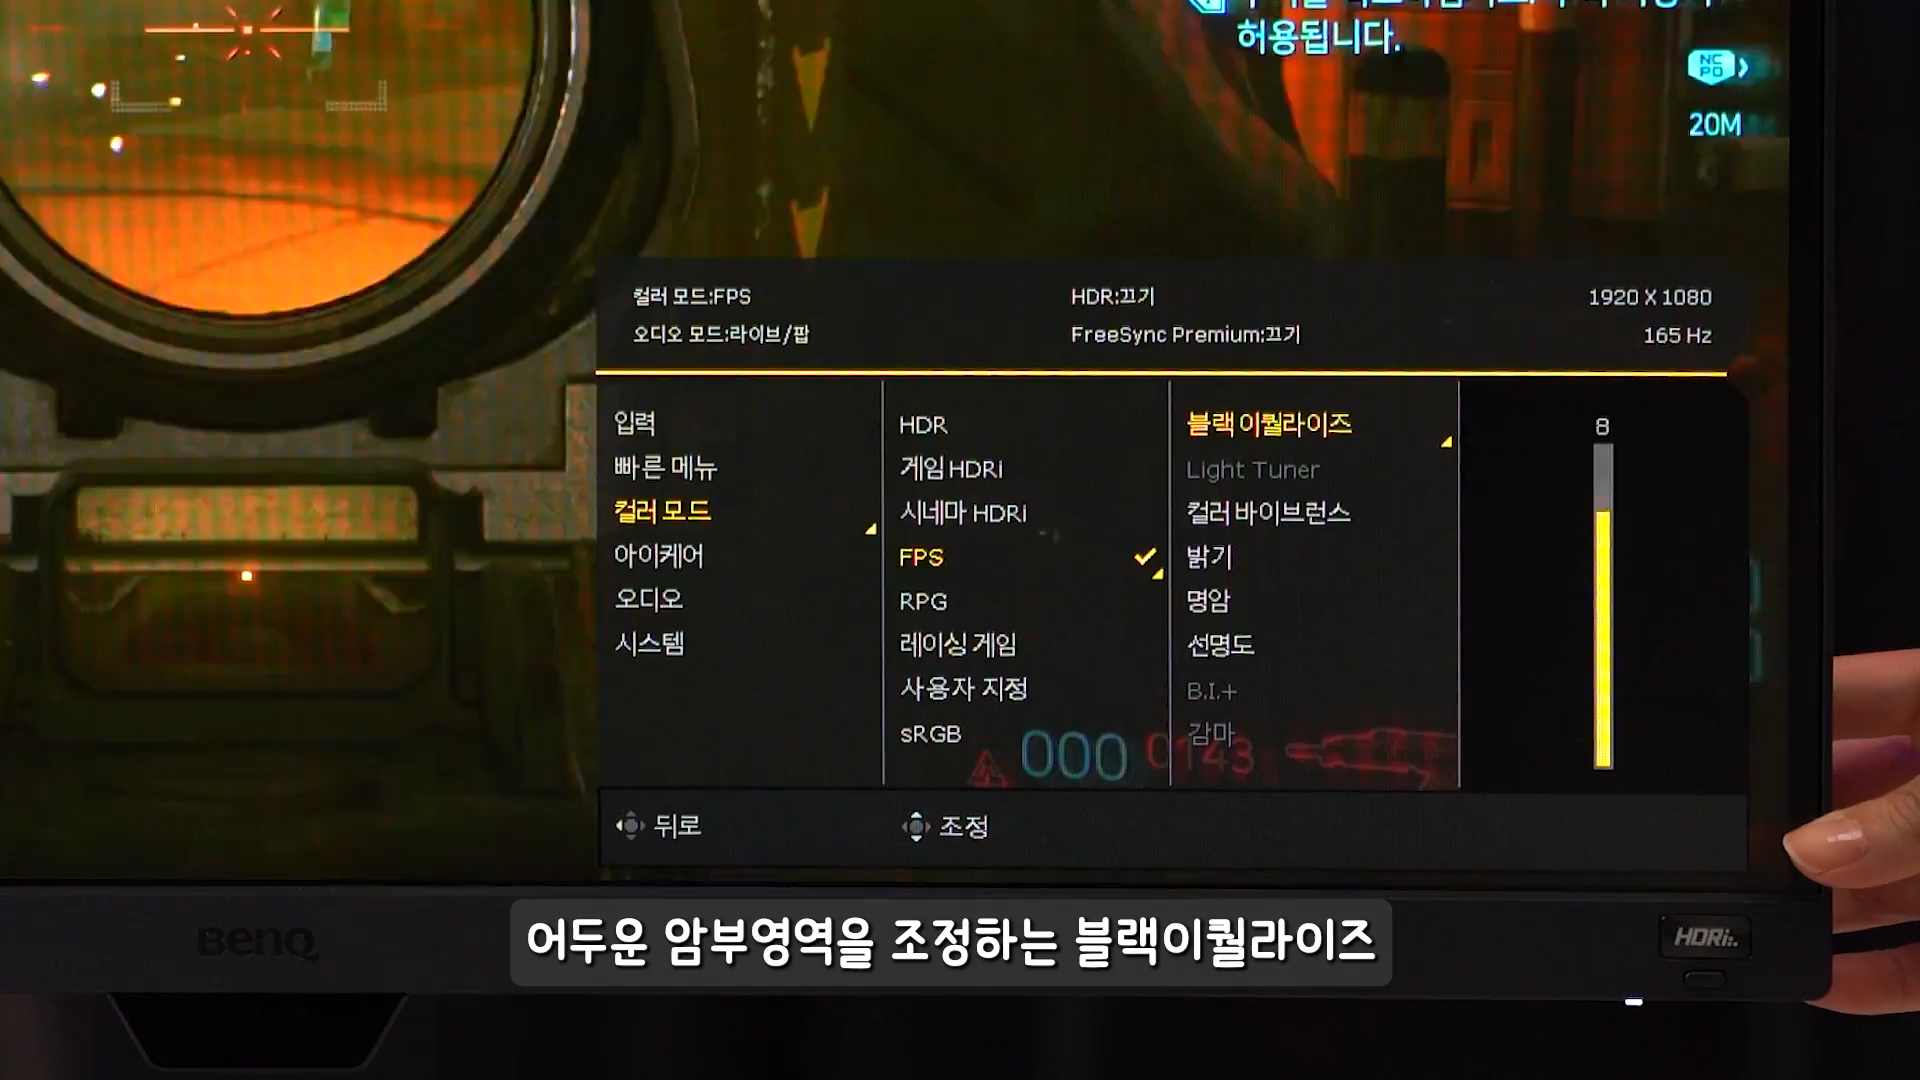 허용됩니다.
NC
PD
20M
컬러 모드:FPS
HDR:끄기
1920 X 1080
오디오 모드:라이브/팝
FreeSync Premium:끄기
165 Hz
입력
빠른 메뉴
컬러 모드
아이케어
오디오
시스템
HDR
게임 HDRi
시네마 HDRi
FPS
RPG
레이싱 게임
사용자 지정
sRGB
블랙 이퀄라이즈
Light Tuner
컬러 바이브런스
밝기
명암
선명도
B.I.+
감마
8
000 0143
뒤로
조정
BenQ
HDRi
어두운 암부영역을 조정하는 블랙이퀄라이즈